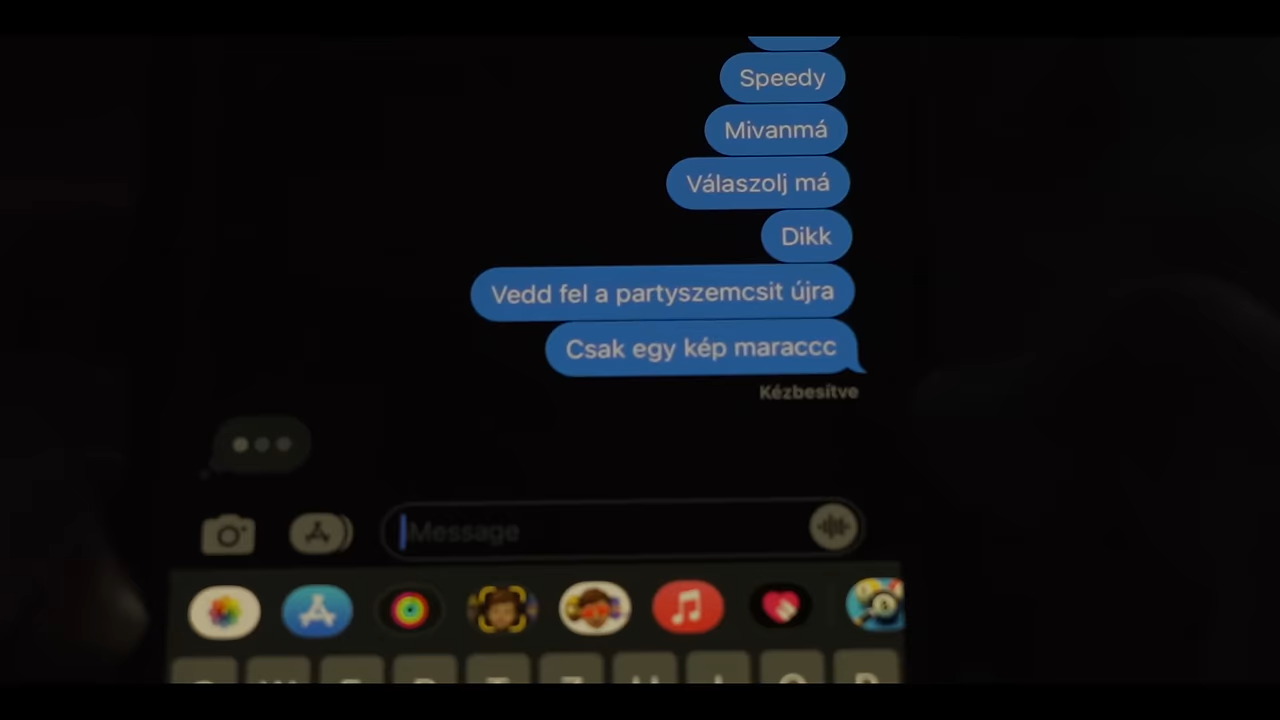 Speedy
Mivanmá
Válaszolj má
Dikk
Vedd fel a partyszemcsit újra
Csak egy kép maraccc
Kézbesítve
Message